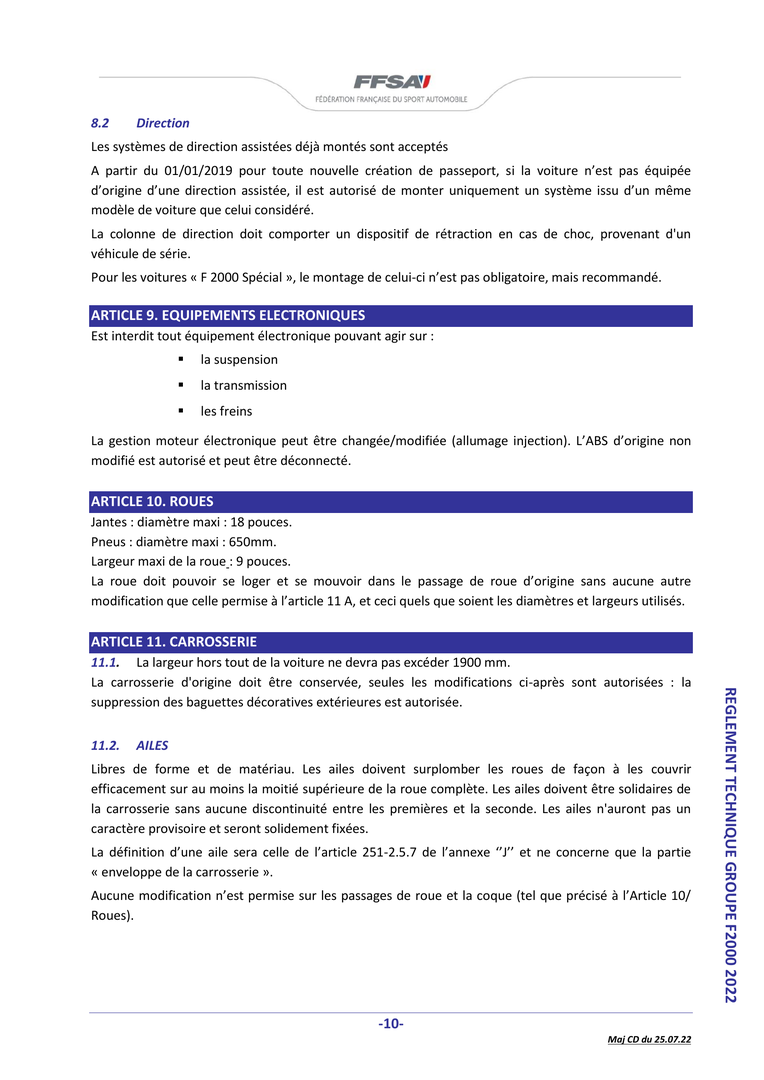 FFSA
FÉDÉRATION FRANÇAISE DU SPORT AUTOMOBILE
8.2 Direction
Les systèmes de direction assistées déjà montés sont acceptés
A partir du 01/01/2019 pour toute nouvelle création de passeport, si la voiture n’est pas équipée
d’origine d’une direction assistée, il est autorisé de monter uniquement un système issu d’un même
modèle de voiture que celui considéré.
La colonne de direction doit comporter un dispositif de rétraction en cas de choc, provenant d'un
véhicule de série.
Pour les voitures « F 2000 Spécial », le montage de celui-ci n’est pas obligatoire, mais recommandé.
ARTICLE 9. EQUIPEMENTS ELECTRONIQUES
Est interdit tout équipement électronique pouvant agir sur :
▪ la suspension
▪ la transmission
▪ les freins
La gestion moteur électronique peut être changée/modifiée (allumage injection). L’ABS d’origine non
modifié est autorisé et peut être déconnecté.
ARTICLE 10. ROUES
Jantes : diamètre maxi : 18 pouces.
Pneus : diamètre maxi : 650mm.
Largeur maxi de la roue : 9 pouces.
La roue doit pouvoir se loger et se mouvoir dans le passage de roue d’origine sans aucune autre
modification que celle permise à l’article 11 A, et ceci quels que soient les diamètres et largeurs utilisés.
ARTICLE 11. CARROSSERIE
11.1. La largeur hors tout de la voiture ne devra pas excéder 1900 mm.
La carrosserie d'origine doit être conservée, seules les modifications ci-après sont autorisées : la
suppression des baguettes décoratives extérieures est autorisée.
11.2. AILES
Libres de forme et de matériau. Les ailes doivent surplomber les roues de façon à les couvrir
efficacement sur au moins la moitié supérieure de la roue complète. Les ailes doivent être solidaires de
la carrosserie sans aucune discontinuité entre les premières et la seconde. Les ailes n'auront pas un
caractère provisoire et seront solidement fixées.
La définition d’une aile sera celle de l’article 251-2.5.7 de l’annexe ‘’J’’ et ne concerne que la partie
« enveloppe de la carrosserie ».
Aucune modification n’est permise sur les passages de roue et la coque (tel que précisé à l’Article 10/
Roues).
REGLEMENT TECHNIQUE GROUPE F2000 2022
-10-
Maj CD du 25.07.22